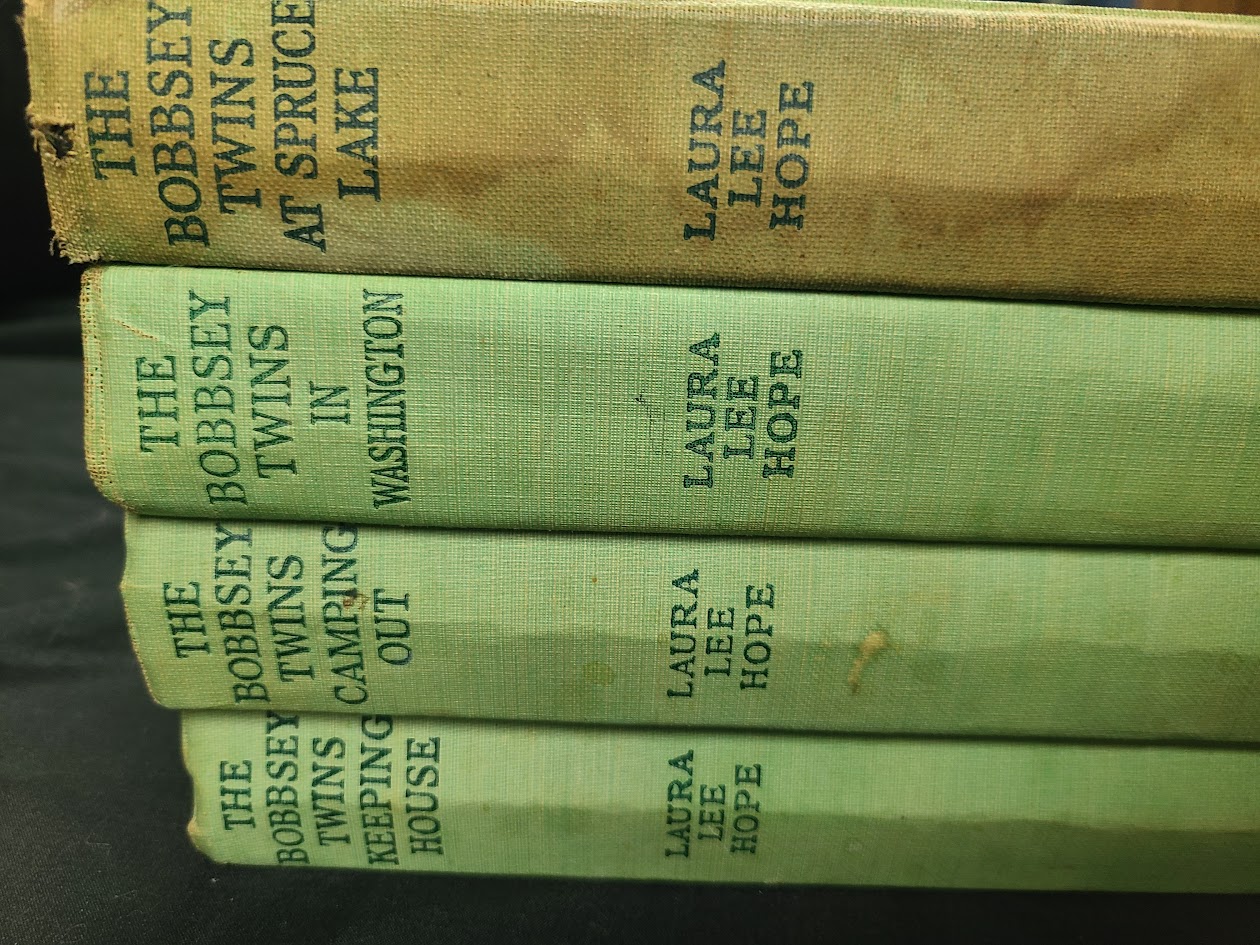 THE
BOBBSEY
TWINS
AT SPRUCE
LAKE
LAURA
LEE
HOPE
THE
BOBBSEY
TWINS
IN
WASHINGTON
LAURA
LEE
HOPE
THE
BOBBSEY
TWINS
CAMPING
OUT
LAURA
LEE
HOPE
THE
BOBBSEY
TWINS
KEEPING
HOUSE
LAURA
LEE
HOPE